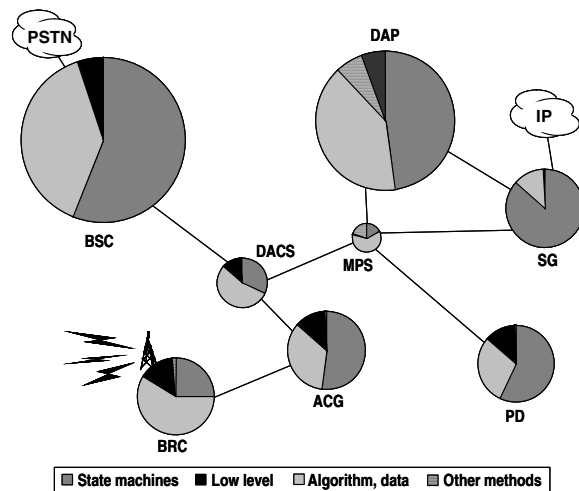 PSTN
DAP
IP
BSC
DACS
MPS
SG
ACG
BRC
PD
State machines Low level Algorithm, data Other methods